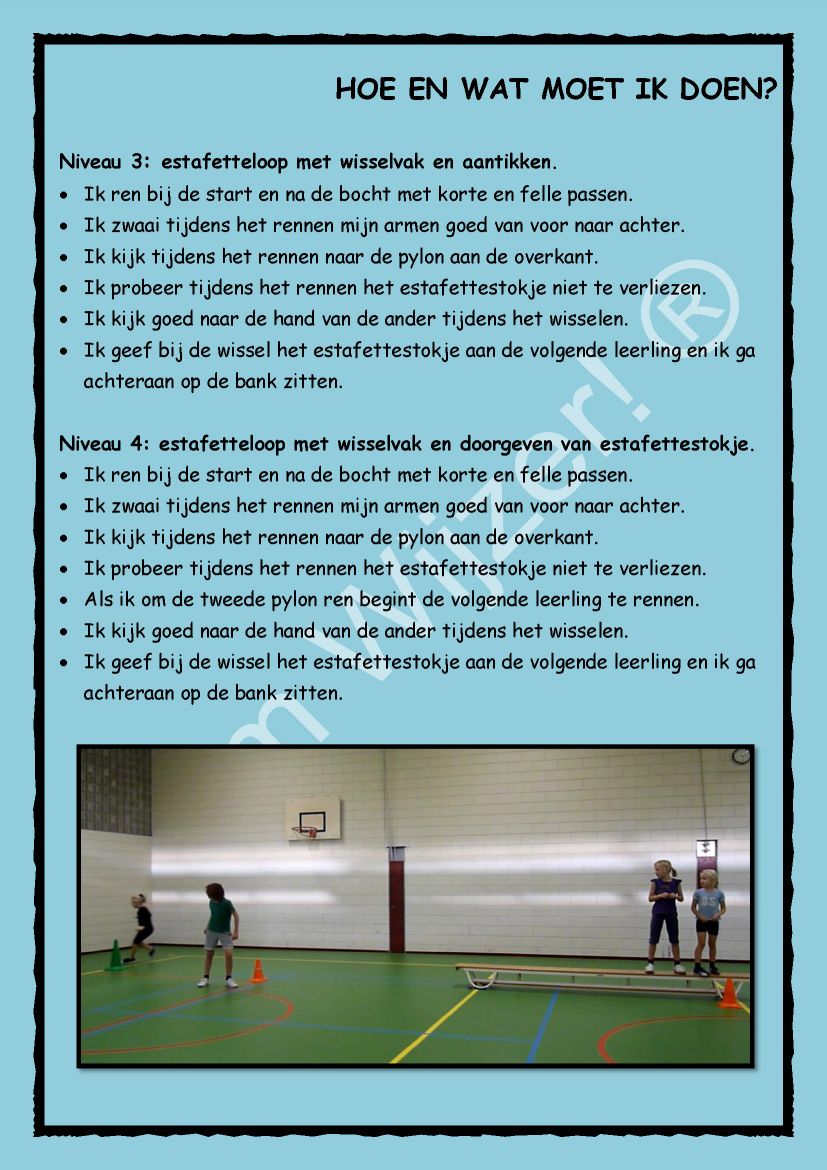 HOE EN WAT MOET IK DOEN?
Niveau 3: estafetteloop met wisselvak en aantikken.
• Ik ren bij de start en na de bocht met korte en felle passen.
• Ik zwaai tijdens het rennen mijn armen goed van voor naar achter.
• Ik kijk tijdens het rennen naar de pylon aan de overkant.
• Ik probeer tijdens het rennen het estafettestokje niet te verliezen.
• Ik kijk goed naar de hand van de ander tijdens het wisselen.
• Ik geef bij de wissel het estafettestokje aan de volgende leerling en ik ga
achteraan op de bank zitten.
Niveau 4: estafetteloop met wisselvak en doorgeven van estafettestokje.
• Ik ren bij de start en na de bocht met korte en felle passen.
• Ik zwaai tijdens het rennen mijn armen goed van voor naar achter.
• Ik kijk tijdens het rennen naar de pylon aan de overkant.
• Ik probeer tijdens het rennen het estafettestokje niet te verliezen.
• Als ik om de tweede pylon ren begint de volgende leerling te rennen.
• Ik kijk goed naar de hand van de ander tijdens het wisselen.
• Ik geef bij de wissel het estafettestokje aan de volgende leerling en ik ga
achteraan op de bank zitten.
m Wijzer! ®